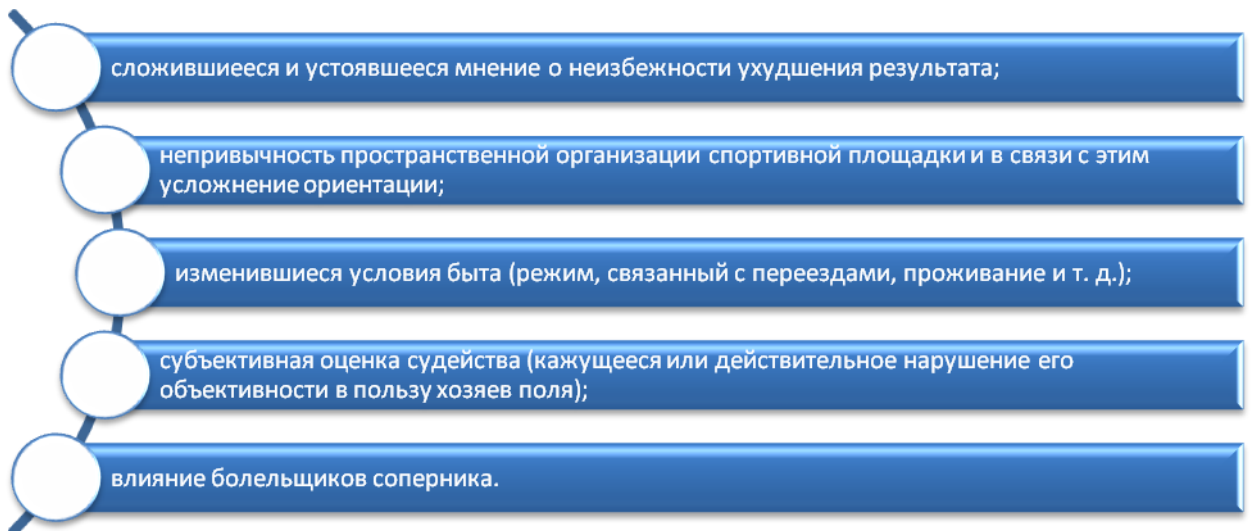 сложившиееся и устоявшееся мнение о неизбежности ухудшения результата;
непривычность пространственной организации спортивной площадки и в связи с этим
усложнение ориентации;
изменившиеся условия быта (режим, связанный с переездами, проживание и т. д.);
субъективная оценка судейства (кажущееся или действительное нарушение его
объективности в пользу хозяев поля);
влияние болельщиков соперника.